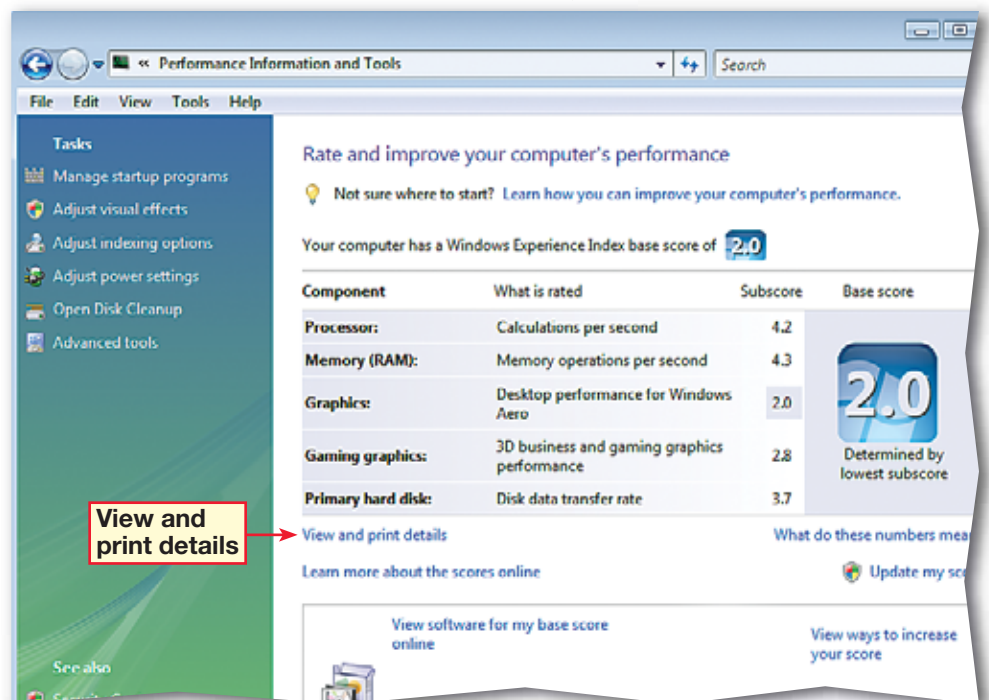 Performance Information and Tools
Search
File Edit View Tools Help
Tasks
Manage startup programs
Adjust visual effects
Adjust indexing options
Adjust power settings
Open Disk Cleanup
Advanced tools
See also
Rate and improve your computer's performance
Not sure where to start? Learn how you can improve your computer's performance.
Your computer has a Windows Experience Index base score of 2.0
Component What is rated Subscore Base score
Processor: Calculations per second 4.2
Memory (RAM): Memory operations per second 4.3
Graphics: Desktop performance for Windows
Aero 2.0
Gaming graphics: 3D business and gaming graphics
performance 2.8
Primary hard disk: Disk data transfer rate 3.7
2.0
Determined by
lowest subscore
View and
print details
View and print details What do these numbers
Learn more about the scores online Update my
View software for my base score
online
View ways to increase
your score